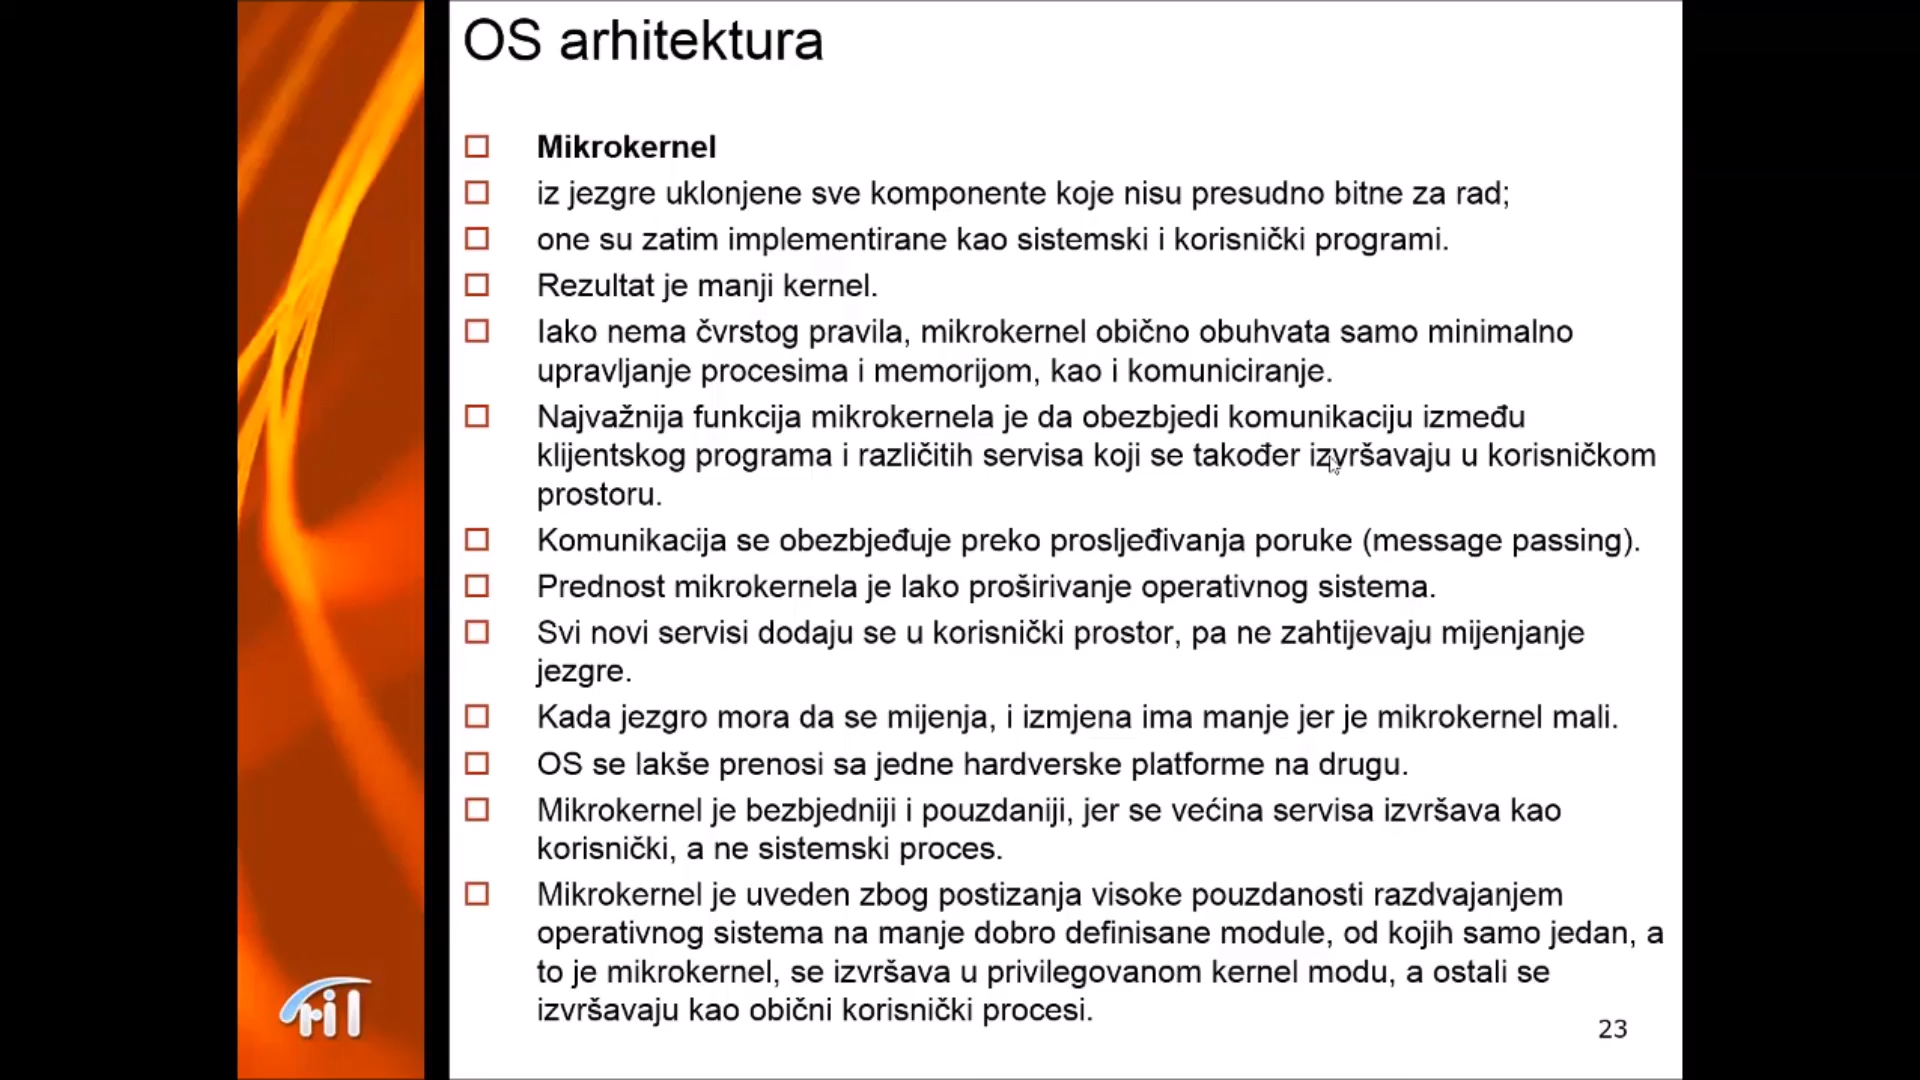 OS arhitektura
Mikrokernel
iz jezgre uklonjene sve komponente koje nisu presudno bitne za rad;
one su zatim implementirane kao sistemski i korisnički programi.
Rezultat je manji kernel.
Iako nema čvrstog pravila, mikrokernel obično obuhvata samo minimalno
upravljanje procesima i memorijom, kao i komuniciranje.
Najvažnija funkcija mikrokernela je da obezbjedi komunikaciju između
klijentskog programa i različitih servisa koji se također izvršavaju u korisničkom
prostoru.
Komunikacija se obezbjeđuje preko prosljeđivanja poruke (message passing).
Prednost mikrokernela je lako proširivanje operativnog sistema.
Svi novi servisi dodaju se u korisnički prostor, pa ne zahtijevaju mijenjanje
jezgre.
Kada jezgro mora da se mijenja, i izmjena ima manje jer je mikrokernel mali.
OS se lakše prenosi sa jedne hardverske platforme na drugu.
Mikrokernel je bezbjedniji i pouzdaniji, jer se većina servisa izvršava kao
korisnički, a ne sistemski proces.
Mikrokernel je uveden zbog postizanja visoke pouzdanosti razdvajanjem
operativnog sistema na manje dobro definisane module, od kojih samo jedan, a
to je mikrokernel, se izvršava u privilegovanom kernel modu, a ostali se
izvršavaju kao obični korisnički procesi.
ril
23